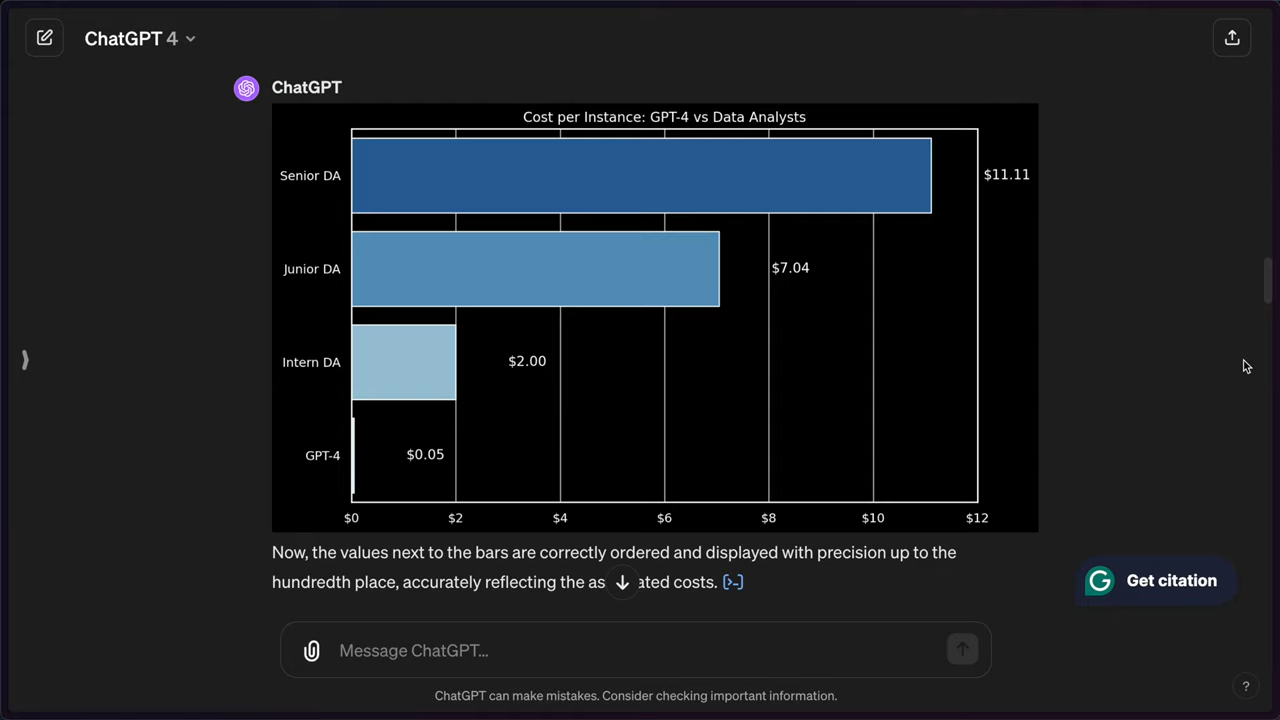 ChatGPT 4
ChatGPT
Cost per Instance: GPT-4 vs Data Analysts
Senior DA
$11.11
Junior DA
$7.04
Intern DA
$2.00
GPT-4
$0.05
$0 $2 $4 $6 $8 $10 $12
Now, the values next to the bars are correctly ordered and displayed with precision up to the
hundredth place, accurately reflecting the as ated costs.
Get citation
Message ChatGPT...
ChatGPT can make mistakes. Consider checking important information.
?